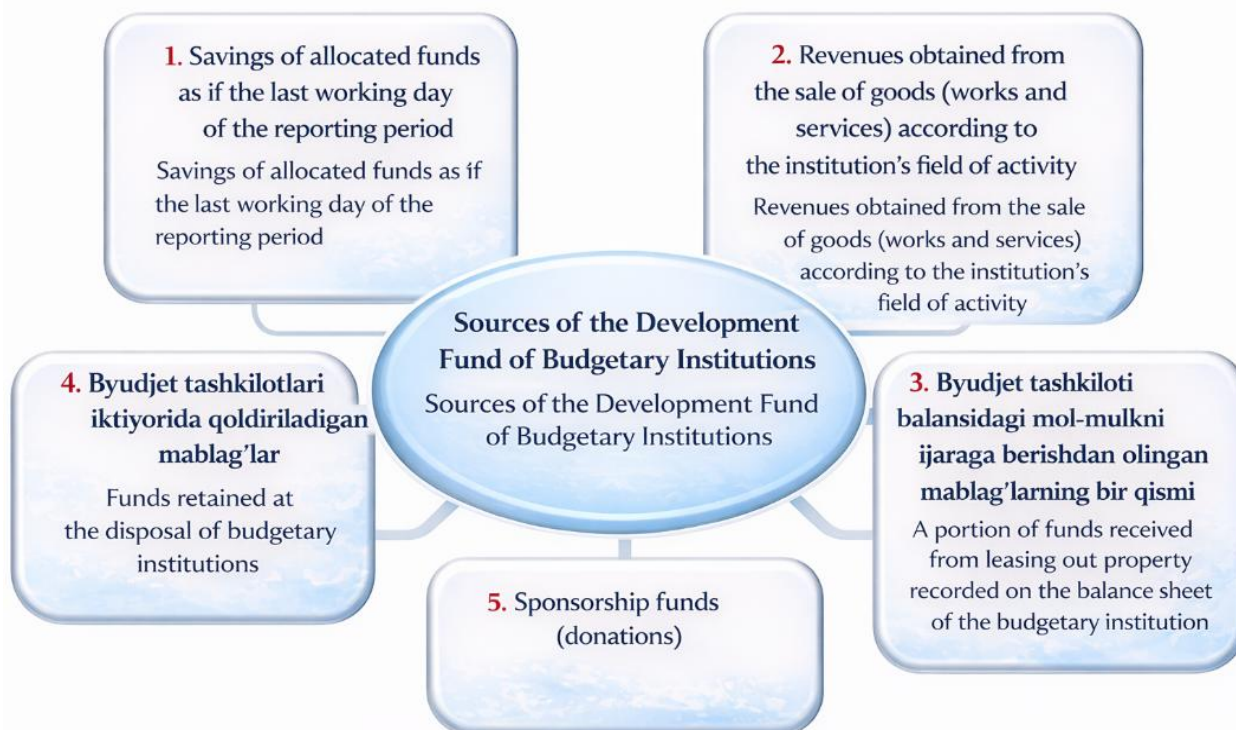 1. Savings of allocated funds
as if the last working day
of the reporting period
Savings of allocated funds as if
the last working day of the
reporting period
2. Revenues obtained from
the sale of goods (works and
services) according to
the institution’s field of activity
Revenues obtained from the sale
of goods (works and services)
according to the institution’s
field of activity
Sources of the Development
Fund of Budgetary Institutions
Sources of the Development Fund
of Budgetary Institutions
4. Byudjet tashkilotlari
iktiyorida qoldiriladigan
mablag’lar
Funds retained at
the disposal of budgetary
institutions
3. Byudjet tashkiloti
balansidagi mol-mulkni
ijaraga berishdan olingan
mablag’larning bir qismi
A portion of funds received
from leasing out property
recorded on the balance sheet
of the budgetary institution
5. Sponsorship funds
(donations)